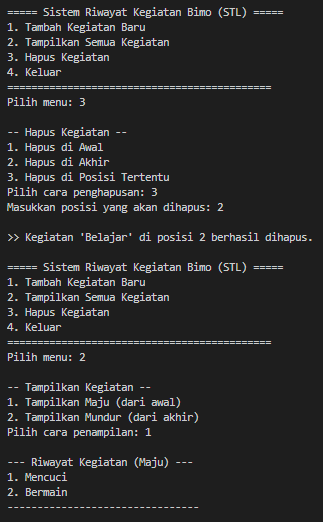 ===== Sistem Riwayat Kegiatan Bimo (STL) =====
1. Tambah Kegiatan Baru
2. Tampilkan Semua Kegiatan
3. Hapus Kegiatan
4. Keluar
============================================
Pilih menu: 3

-- Hapus Kegiatan --
1. Hapus di Awal
2. Hapus di Akhir
3. Hapus di Posisi Tertentu
Pilih cara penghapusan: 3
Masukkan posisi yang akan dihapus: 2

>> Kegiatan 'Belajar' di posisi 2 berhasil dihapus.

===== Sistem Riwayat Kegiatan Bimo (STL) =====
1. Tambah Kegiatan Baru
2. Tampilkan Semua Kegiatan
3. Hapus Kegiatan
4. Keluar
============================================
Pilih menu: 2

-- Tampilkan Kegiatan --
1. Tampilkan Maju (dari awal)
2. Tampilkan Mundur (dari akhir)
Pilih cara penampilan: 1

--- Riwayat Kegiatan (Maju) ---
1. Mencuci
2. Bermain
--------------------------------